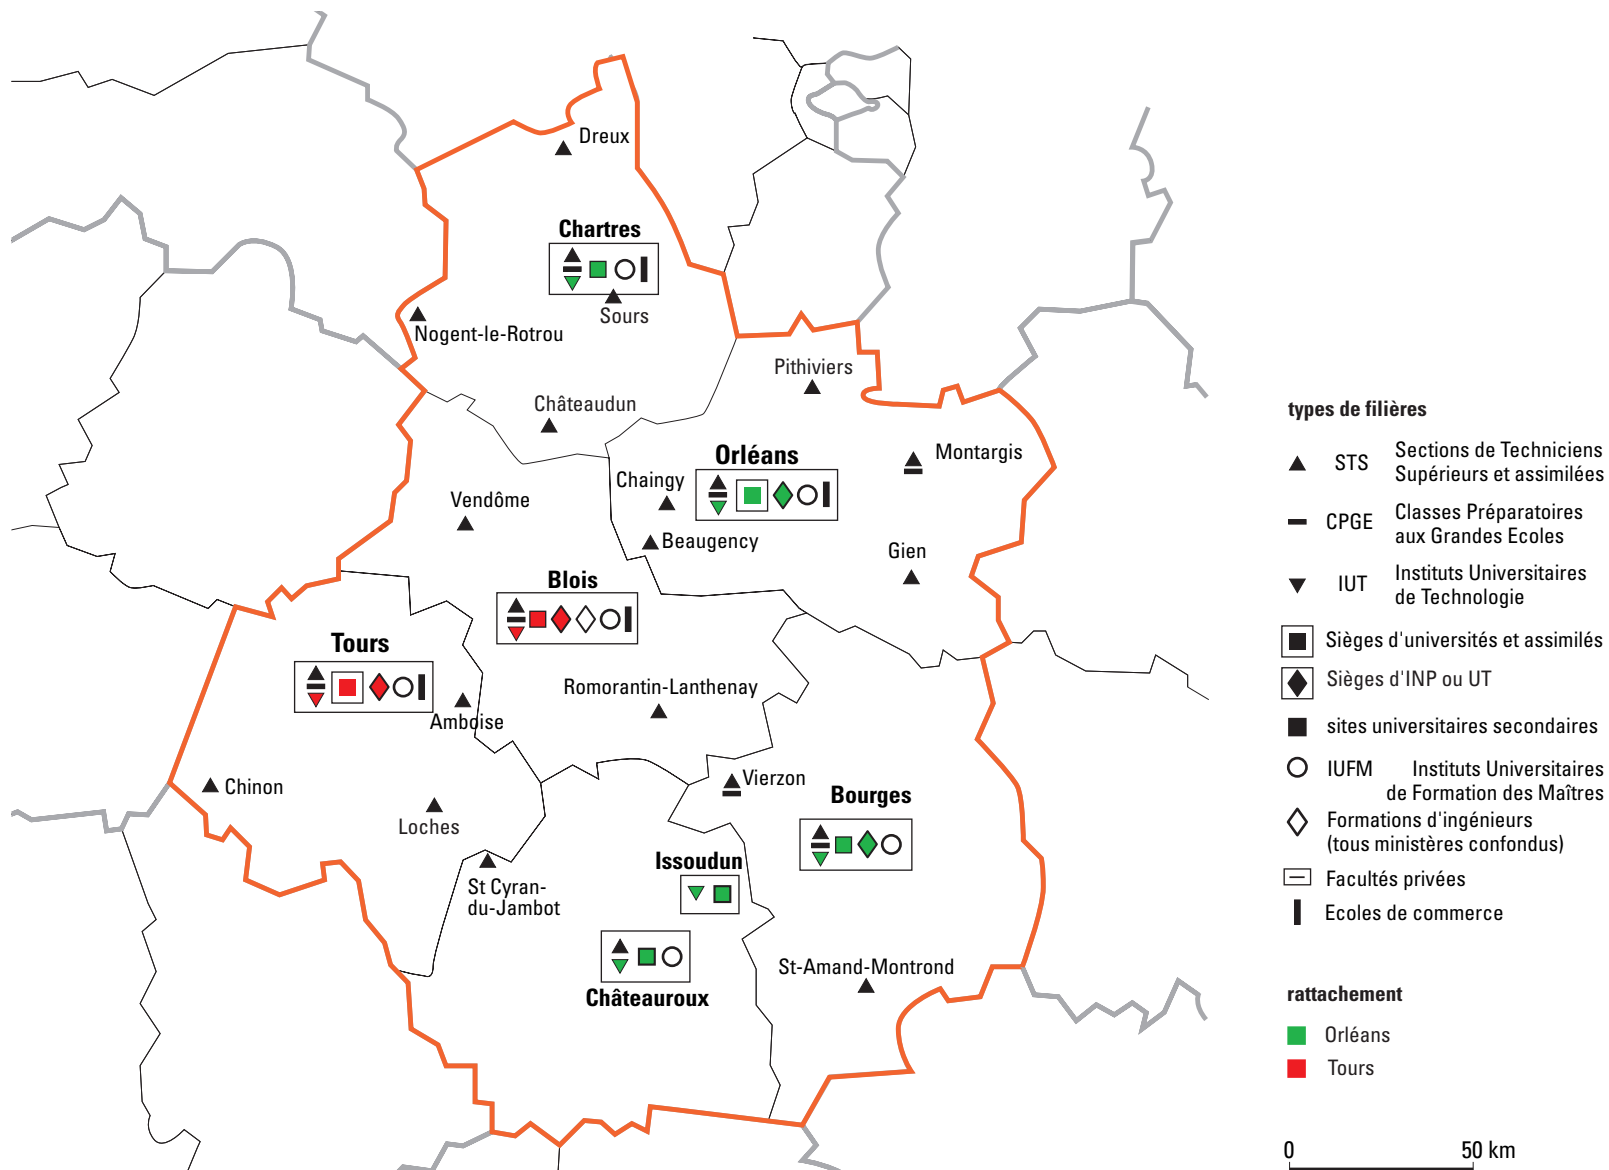 Dreux
Chartres
Sours
Nogent-le-Rotrou
Pithiviers
Châteaudun
Orléans
Montargis
Chaingy
Vendôme
Beaugency
Gien
Blois
Tours
Romorantin-Lanthenay
Amboise
Chinon
Vierzon
Bourges
Loches
Issoudun
St Cyran-
du-Jambot
St-Amand-Montrond
Châteauroux
types de filières
STS Sections de Techniciens
Supérieurs et assimilées
CPGE Classes Préparatoires
aux Grandes Ecoles
IUT Instituts Universitaires
de Technologie
Sièges d'universités et assimilés
Sièges d'INP ou UT
sites universitaires secondaires
IUFM Instituts Universitaires
de Formation des Maîtres
Formations d'ingénieurs
(tous ministères confondus)
Facultés privées
Ecoles de commerce
rattachement
Orléans
Tours
0 50 km